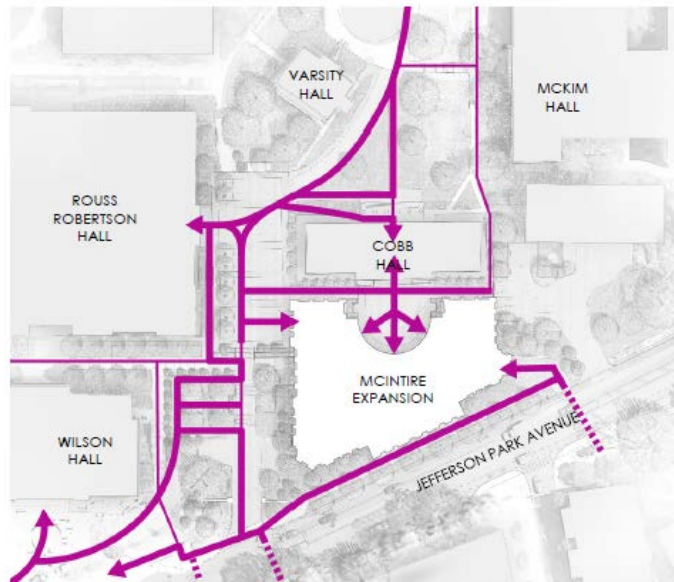 VARSITY
HALL
MCKIM
HALL
ROUSS
ROBERTSON
HALL
COBB
HALL
MCINTIRE
EXPANSION
WILSON
HALL
JEFFERSON PARK AVENUE